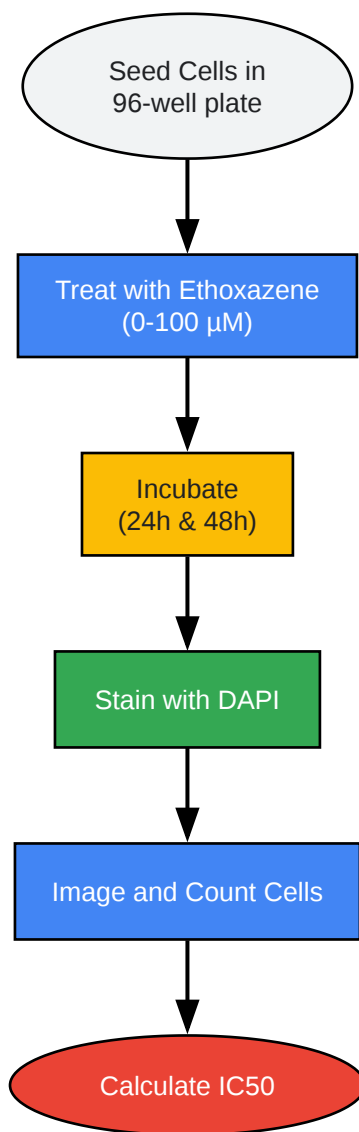 Seed Cells in
96-well plate
Treat with Ethoxazene
(0-100 µM)
Incubate
(24h & 48h)
Stain with DAPI
Image and Count Cells
Calculate IC50